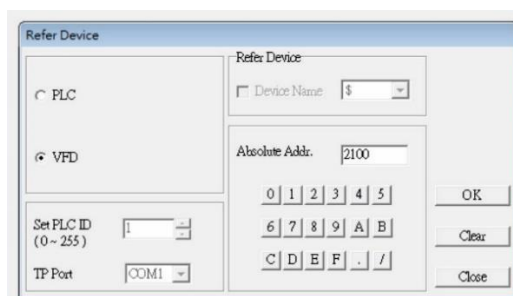 Refer Device
PLC
VFD
Set PLC ID
(0~255)
1
TP Port
COM1
Refer Device
Device Name
$
Absolute Addr.
2100
0 1 2 3 4 5
6 7 8 9 A B
C D E F . /
OK
Clear
Close